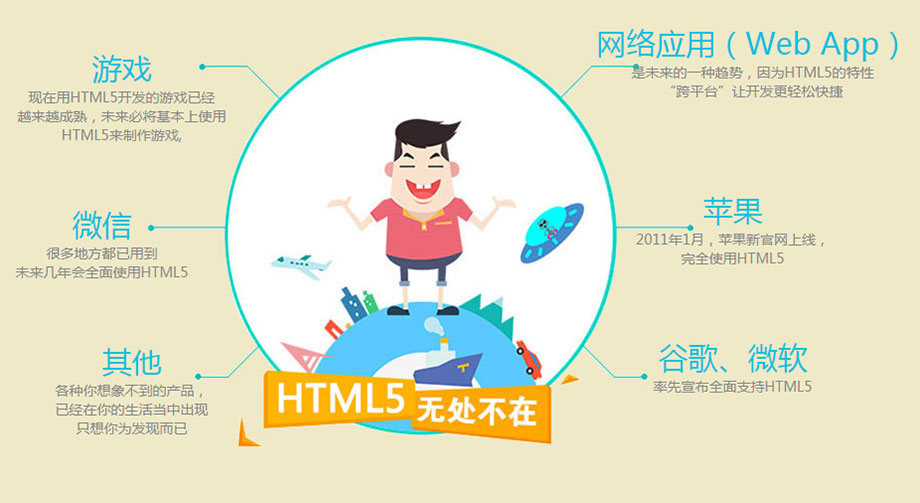 游戏
现在用HTML5开发的游戏已经
越来越成熟，未来必将基本上使用
HTML5来制作游戏,
微信
很多地方都已用到
未来几年会全面使用HTML5
其他
各种你想象不到的产品，
已经在你的生活当中出现
只想你为发现而已
网络应用（Web App）
是未来的一种趋势，因为HTML5的特性
“跨平台”让开发更轻松快捷
苹果
2011年1月，苹果新官网上线，
完全使用HTML5
谷歌、微软
率先宣布全面支持HTML5
HTML5 无处不在